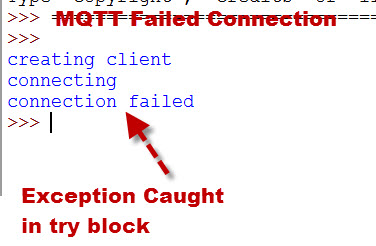 >>> MQTT Failed Connection
>>>
creating client
connecting
connection failed
>>>
Exception Caught
in try block